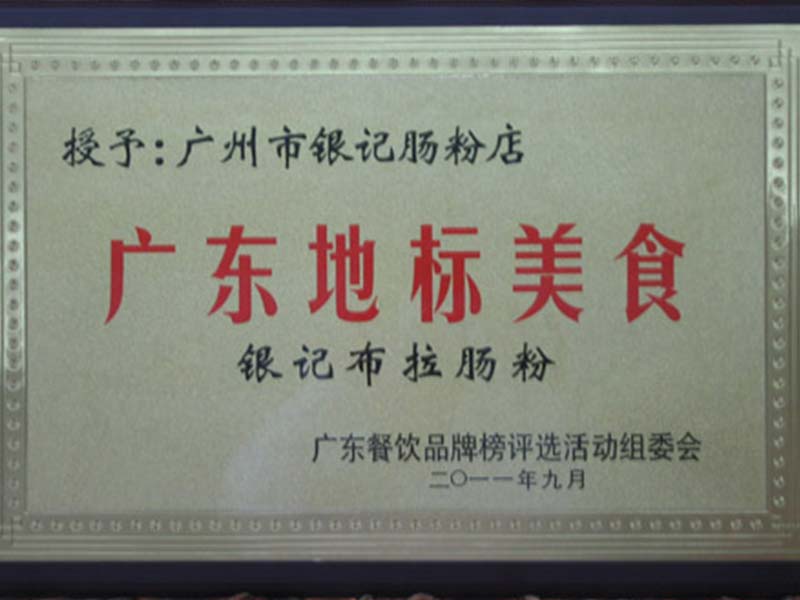 授予：广州市银记肠粉店
广东地标美食
银记布拉肠粉
广东餐饮品牌榜评选活动组委会
二〇一一年九月